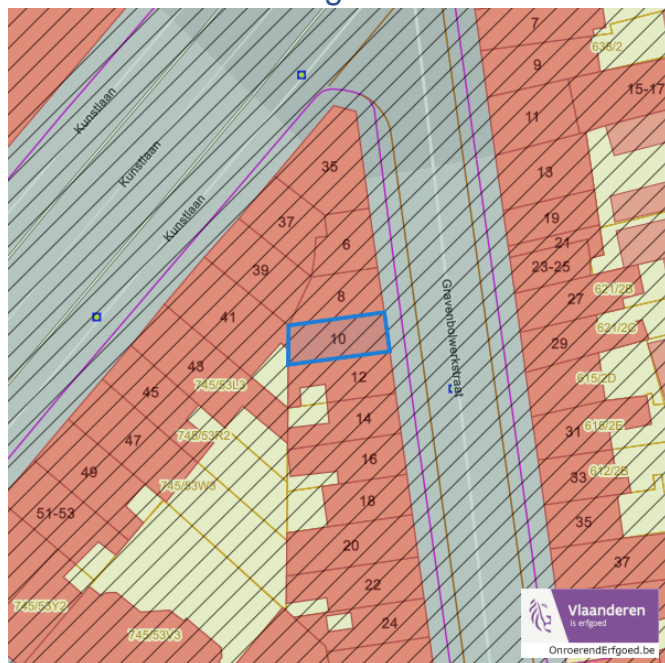 7
638/2
9
15-17
11
13
19
21
23-25
27
29
621/2B
621/2C
615/2D
31
33
35
612/2B
37
Kunstlaan
Kunstlaan
Kunstlaan
Gravenbolwerkstraat
35
37
6
39
8
41
10
43
12
745/53L3
45
14
47
745/53R2
16
49
745/53W3
18
51-53
20
22
24
745/53Y2
745/53V3
Vlaanderen
is erfgoed
OnroerendErfgoed.be